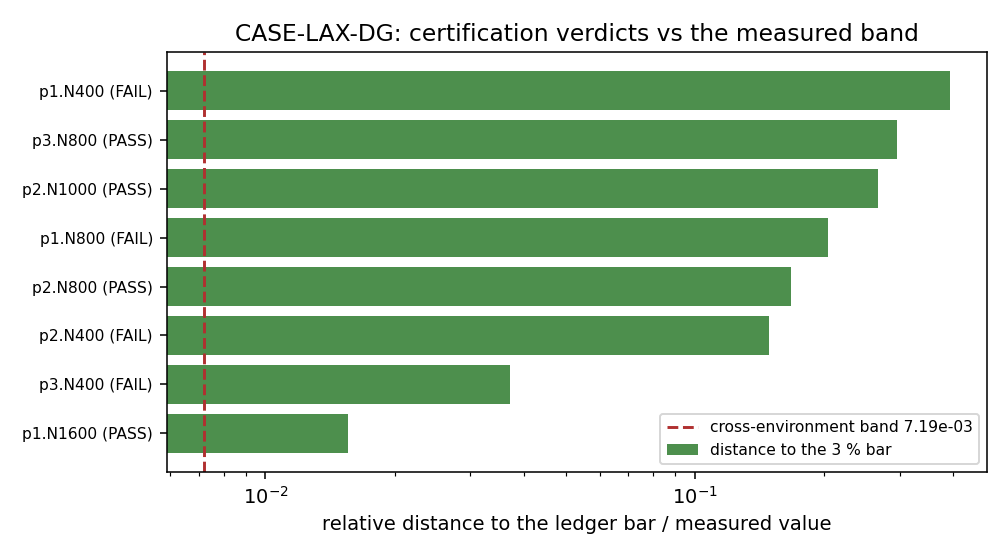 CASE-LAX-DG: certification verdicts vs the measured band
p1.N400 (FAIL)
p3.N800 (PASS)
p2.N1000 (PASS)
p1.N800 (FAIL)
p2.N800 (PASS)
p2.N400 (FAIL)
p3.N400 (FAIL)
p1.N1600 (PASS)
cross-environment band 7.19e-03
distance to the 3 % bar
10⁻² 10⁻¹
relative distance to the ledger bar / measured value